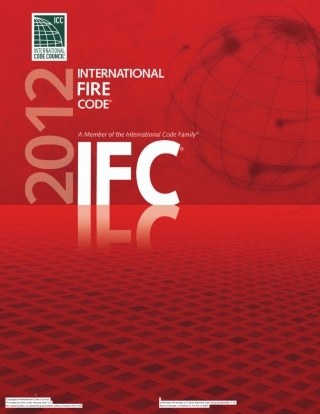 ICC
INTERNATIONAL
CODE COUNCIL®
2012
INTERNATIONAL
FIRE
CODE®
A Member of the International Code Family®
IFC®